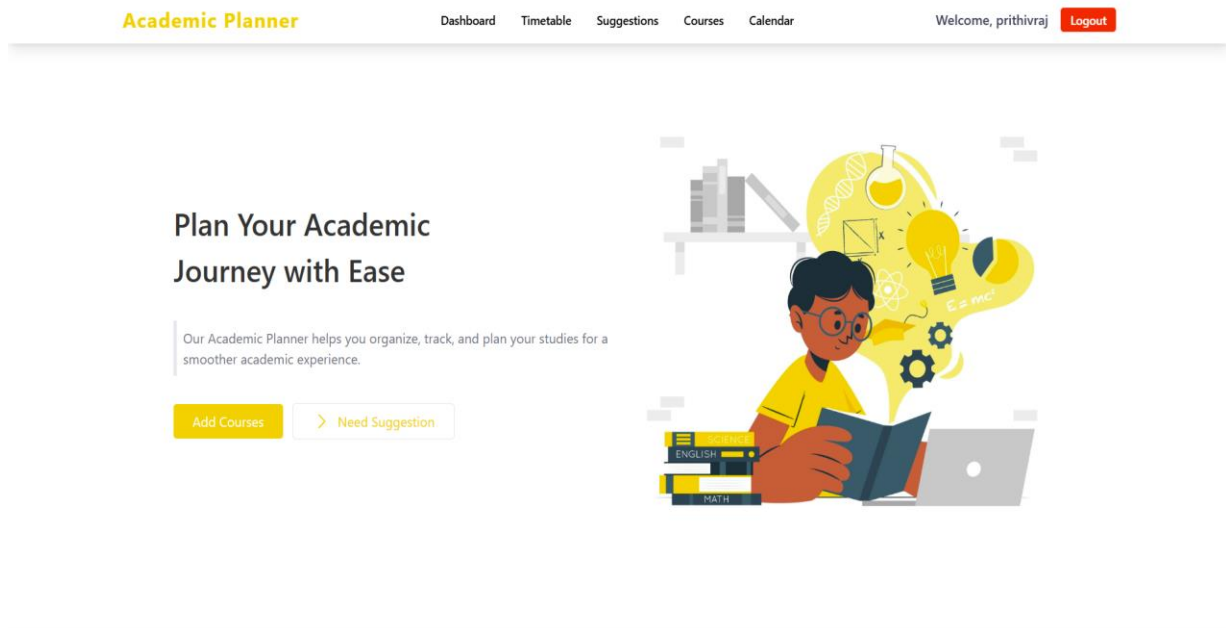 Academic Planner
Dashboard Timetable Suggestions Courses Calendar
Welcome, prithivraj Logout
Plan Your Academic
Journey with Ease
Our Academic Planner helps you organize, track, and plan your studies for a
smoother academic experience.
Add Courses
Need Suggestion
x
E = mc²
SCIENCE
ENGLISH
MATH